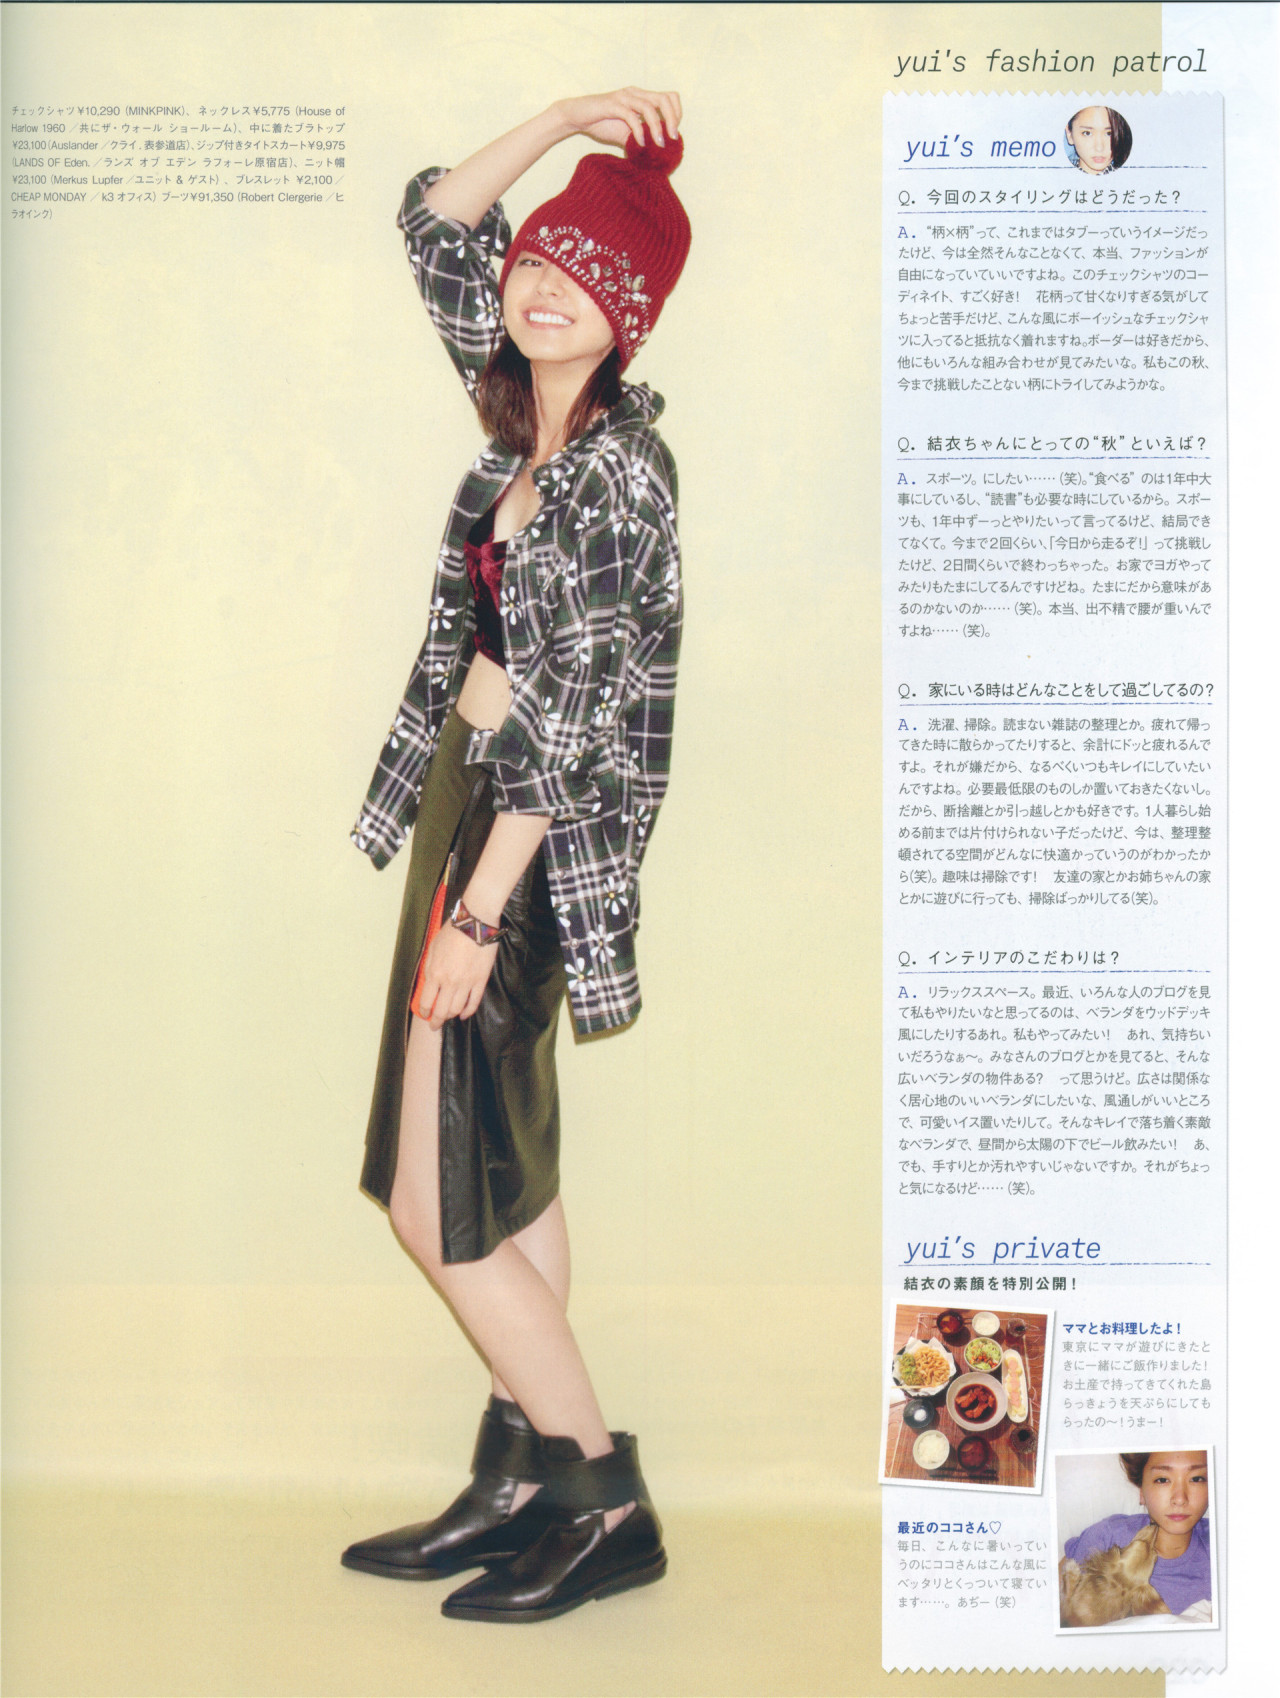 yui's fashion patrol
チェックシャツ¥10,290 (MINKPINK)、ネックレス¥5,775 (House of
Harlow 1960 ／共にザ・ウォール ショールーム)、中に着たブラトップ
¥23,100(Auslander ／クライ, 表参道店)、ジップ付きタイトスカート¥9,975
(LANDS OF Eden. ／ランズ オブ エデン ラフォーレ原宿店)、ニット帽
¥23,100 (Merkus Lupfer ／ユニット & ゲスト) 、ブレスレット ¥2,100／
CHEAP MONDAY ／ k3 オフィス) ブーツ¥91,350 (Robert Clergerie ／ヒ
ラオインク)
yui's memo
Q. 今回のスタイリングはどうだった？
A. “柄×柄”って、これまではタブーっていうイメージだっ
たけど、今は全然そんなことなくて、本当、ファッションが
自由になっていていいですよね。このチェックシャツのコー
ディネイト、すごく好き！　花柄って甘くなりすぎる気がして
ちょっと苦手だけど、こんな風にボーイッシュなチェックシャ
ツに入ってると抵抗なく着れますね。ボーダーは好きだから、
他にもいろんな組み合わせが見てみたいな。私もこの秋、
今まで挑戦したことない柄にトライしてみようかな。
Q. 結衣ちゃんにとっての“秋”といえば？
A. スポーツ。にしたい……（笑）。“食べる” のは1年中大
事にしているし、“読書”も必要な時にしているから。スポー
ツも、1年中ずーっとやりたいって言ってるけど、結局でき
てなくて。今まで2回くらい、「今日から走るぞ！」って挑戦し
たけど、2日間くらいで終わっちゃった。お家でヨガやって
みたりもたまにしてるんですけどね。たまにだから意味があ
るのかないのか……（笑）。本当、出不精で腰が重いんで
すよね……（笑）。
Q. 家にいる時はどんなことをして過ごしてるの？
A. 洗濯、掃除。読まない雑誌の整理とか。疲れて帰っ
てきた時に散らかってたりすると、余計にドッと疲れるんで
すよ。それが嫌だから、なるべくいつもキレイにしていたい
んですよね。必要最低限のものしか置いておきたくないし。
だから、断捨離とか引っ越しとかも好きです。1人暮らし始
める前までは片付けられない子だったけど、今は、整理整
頓されてる空間がどんなに快適かっていうのがわかったか
ら（笑）。趣味は掃除です！　友達の家とかお姉ちゃんの家
とかに遊びに行っても、掃除ばっかりしてる（笑）。
Q. インテリアのこだわりは？
A. リラックススペース。最近、いろんな人のブログを見
て私もやりたいなと思ってるのは、ベランダをウッドデッキ
風にしたりするあれ。私もやってみたい！　あれ、気持ちい
いだろうなぁ〜。みなさんのブログとかを見てると、そんな
広いベランダの物件ある？　って思うけど。広さは関係な
く居心地のいいベランダにしたいな、風通しがいいところ
で、可愛いイス置いたりして。そんなキレイで落ち着く素敵
なベランダで、昼間から太陽の下でビール飲みたい！　あ、
でも、手すりとか汚れやすいじゃないですか。それがちょっ
と気になるけど……（笑）。
yui's private
結衣の素顔を特別公開！
ママとお料理したよ！
東京にママが遊びにきたと
きに一緒にご飯作りました！
お土産で持ってきてくれた島
らっきょうを天ぷらにしても
らったの〜！うまー！
最近のココさん♡
毎日、こんなに暑いってい
うのにココさんはこんな風に
ベッタリとくっついて寝てい
ます……。あぢー（笑）